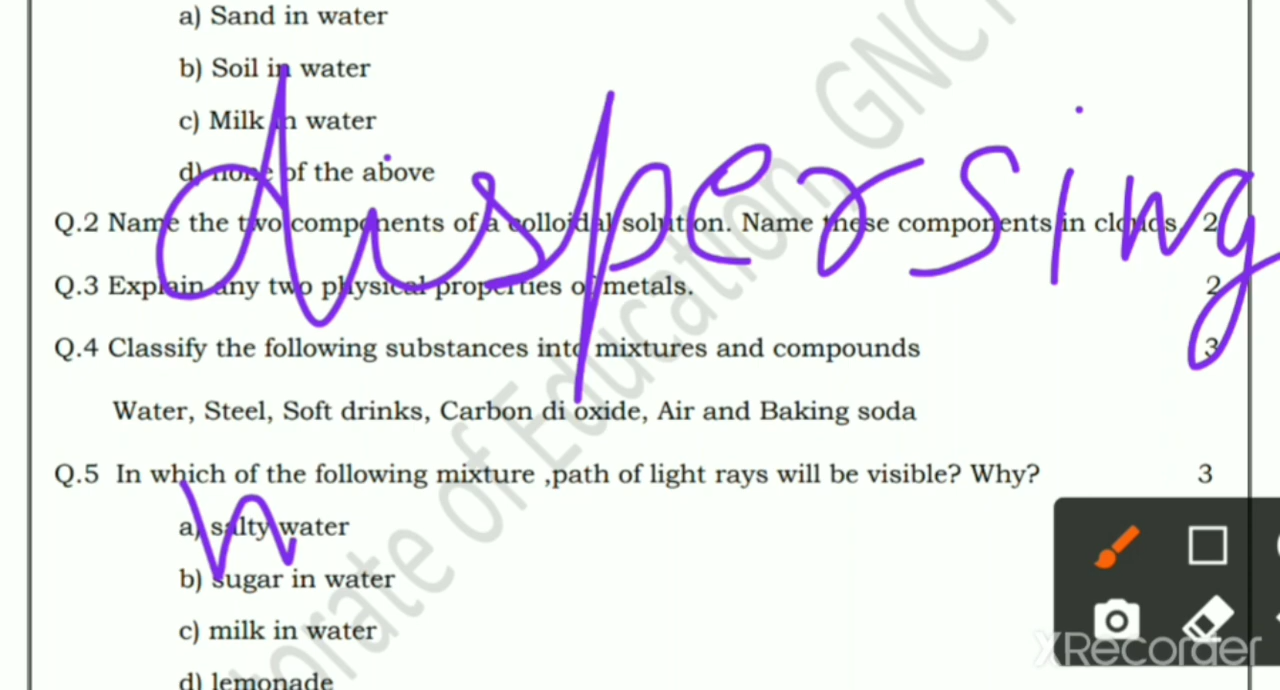 a) Sand in water
b) Soil in water
c) Milk in water
d) none of the above
dispersing
Q.2 Name the two components of a colloidal solution. Name these components in clouds. 2
Q.3 Explain any two physical properties of metals. 2
Q.4 Classify the following substances into mixtures and compounds 3
Water, Steel, Soft drinks, Carbon di oxide, Air and Baking soda
Q.5 In which of the following mixture ,path of light rays will be visible? Why? 3
a) salty water
b) sugar in water
c) milk in water
d) lemonade
torate of Education GNCT
XRecorder